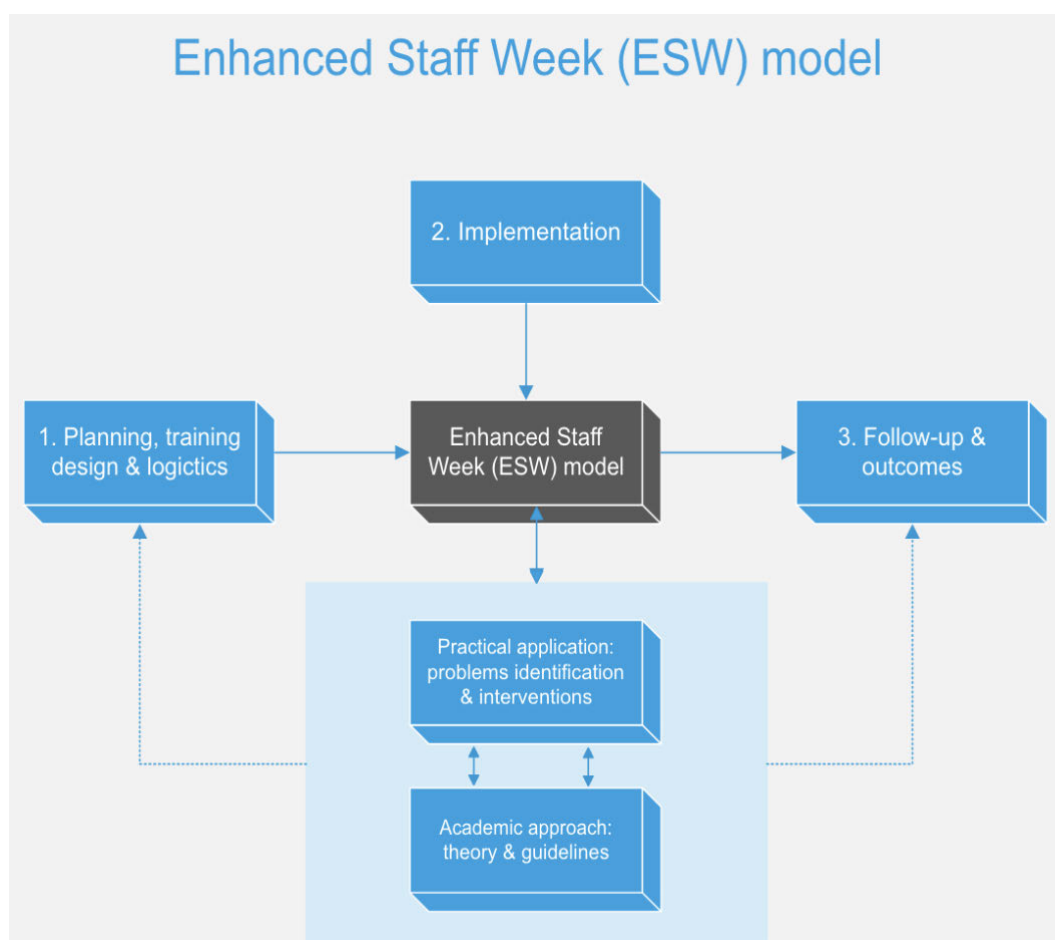 Enhanced Staff Week (ESW) model
2. Implementation
1. Planning, training
design & logictics
Enhanced Staff
Week (ESW) model
3. Follow-up &
outcomes
Practical application:
problems identification
& interventions
Academic approach:
theory & guidelines